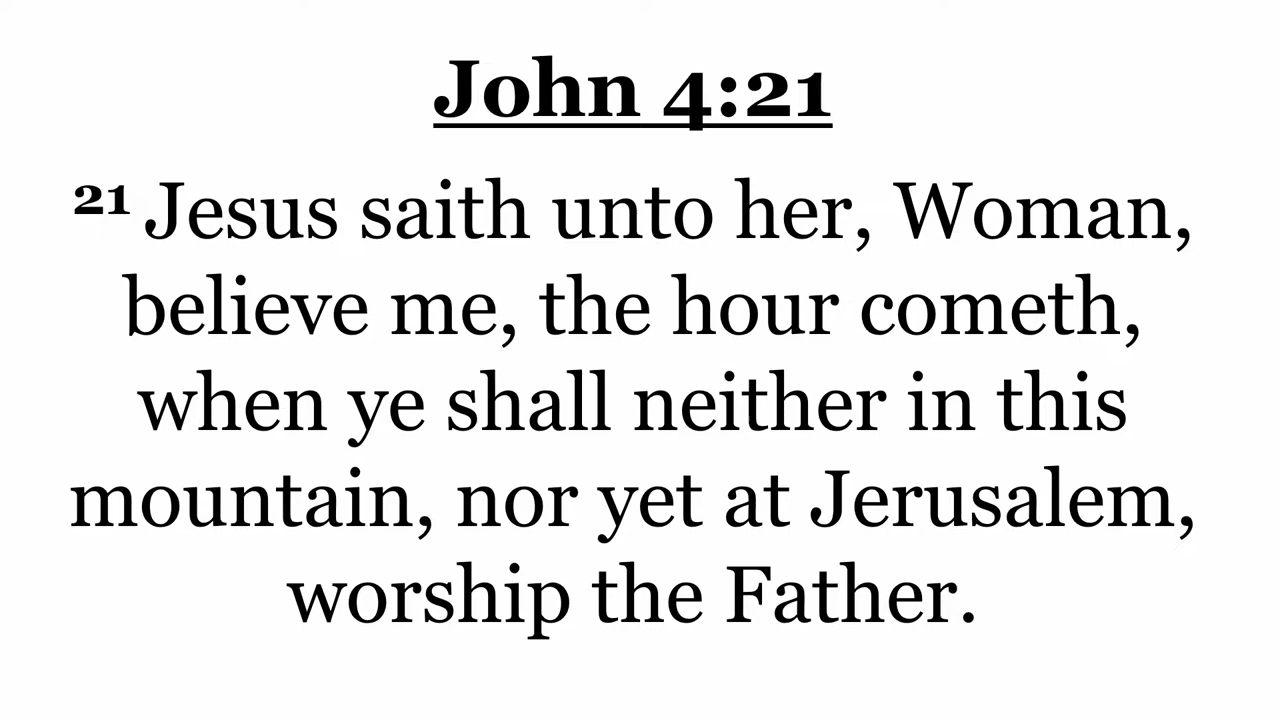 John 4:21
21 Jesus saith unto her, Woman,
believe me, the hour cometh,
when ye shall neither in this
mountain, nor yet at Jerusalem,
worship the Father.